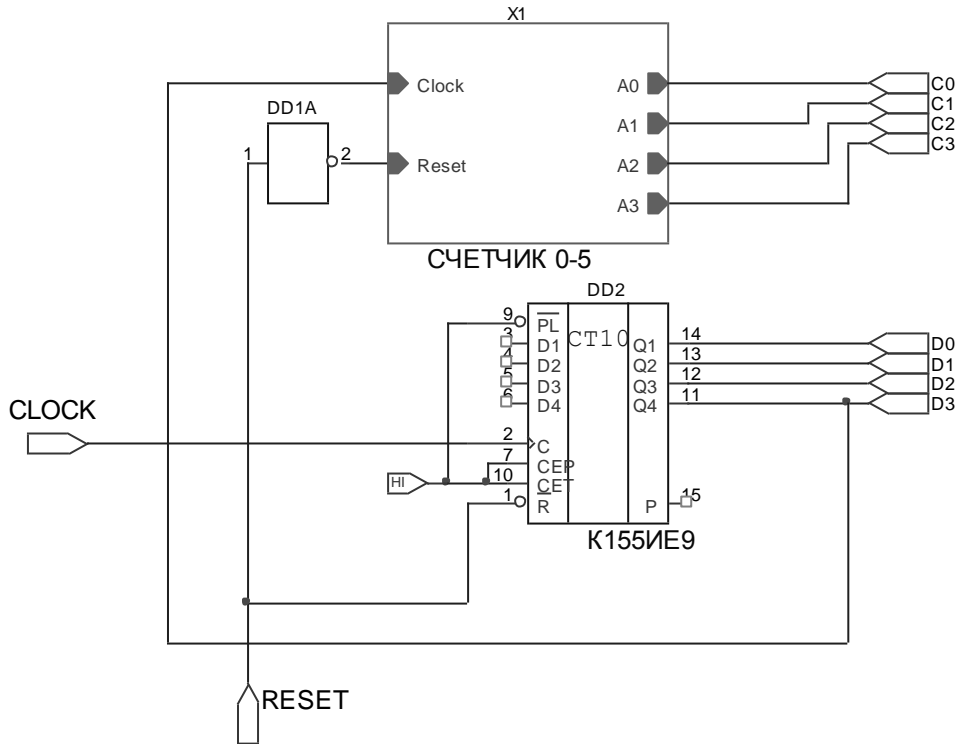 X1
Clock
A0
C0
C1
DD1A
A1
C2
C3
1
2
Reset
A2
A3
СЧЕТЧИК 0-5
DD2
9
PL
CT10
3
D1
Q1
14
D0
4
D2
Q2
13
D1
5
D3
Q3
12
D2
6
D4
Q4
11
D3
CLOCK
2
C
7
CEP
HI
10
CET
1
R
P
15
К155ИЕ9
RESET